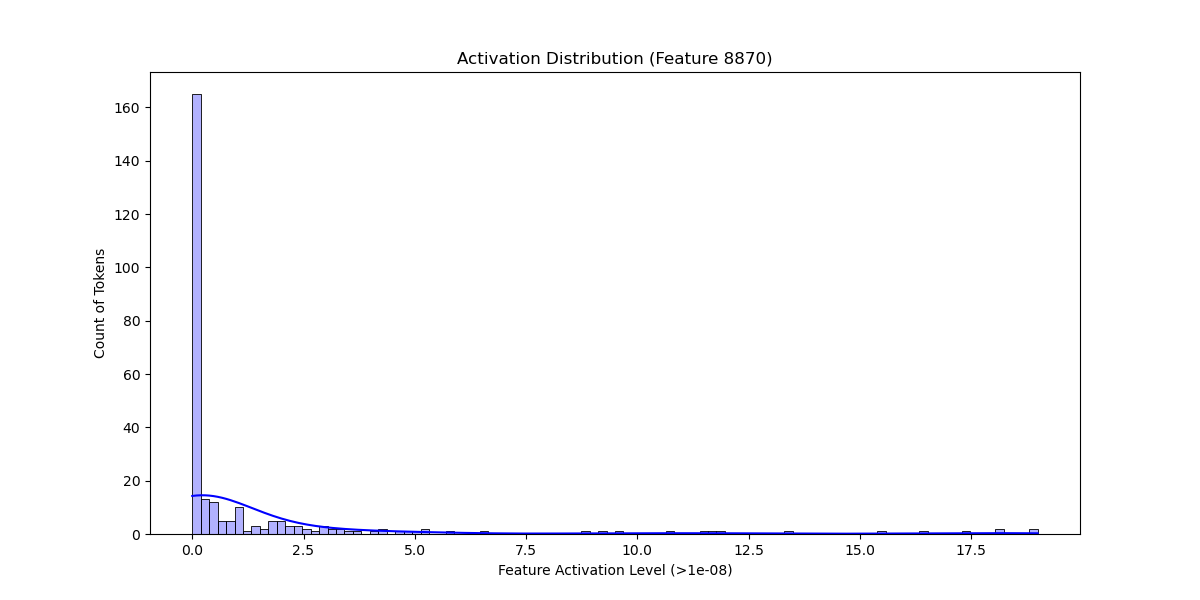 Activation Distribution (Feature 8870)
Count of Tokens
160
140
120
100
80
60
40
20
0
0.0 2.5 5.0 7.5 10.0 12.5 15.0 17.5
Feature Activation Level (>1e-08)